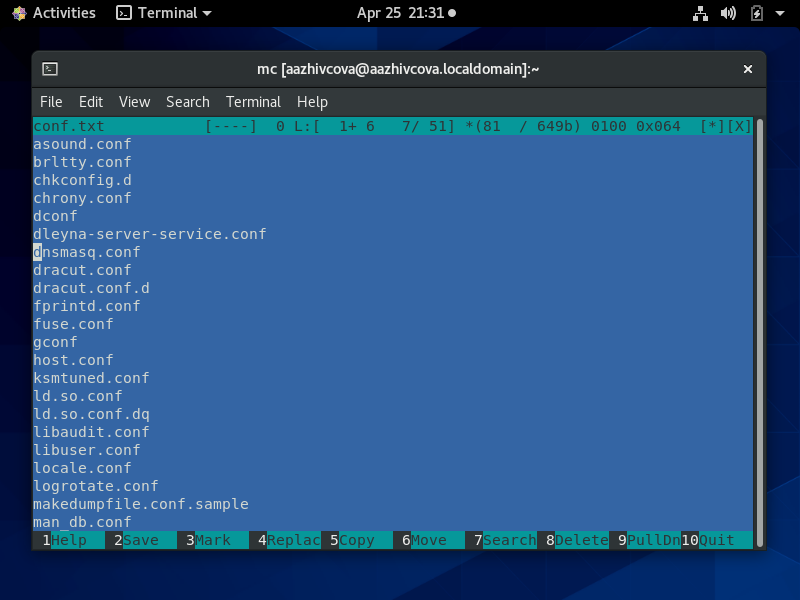 Activities Terminal Apr 25 21:31
mc [aazhivcova@aazhivcova.localdomain]:~
File Edit View Search Terminal Help
conf.txt [----] 0 L:[ 1+ 6 7/ 51] *(81 / 649b) 0100 0x064 [*][X]
asound.conf
brltty.conf
chkconfig.d
chrony.conf
dconf
dleyna-server-service.conf
dnsmasq.conf
dracut.conf
dracut.conf.d
fprintd.conf
fuse.conf
gconf
host.conf
ksmtuned.conf
ld.so.conf
ld.so.conf.dq
libaudit.conf
libuser.conf
locale.conf
logrotate.conf
makedumpfile.conf.sample
man_db.conf
1Help 2Save 3Mark 4Replac 5Copy 6Move 7Search 8Delete 9PullDn 10Quit